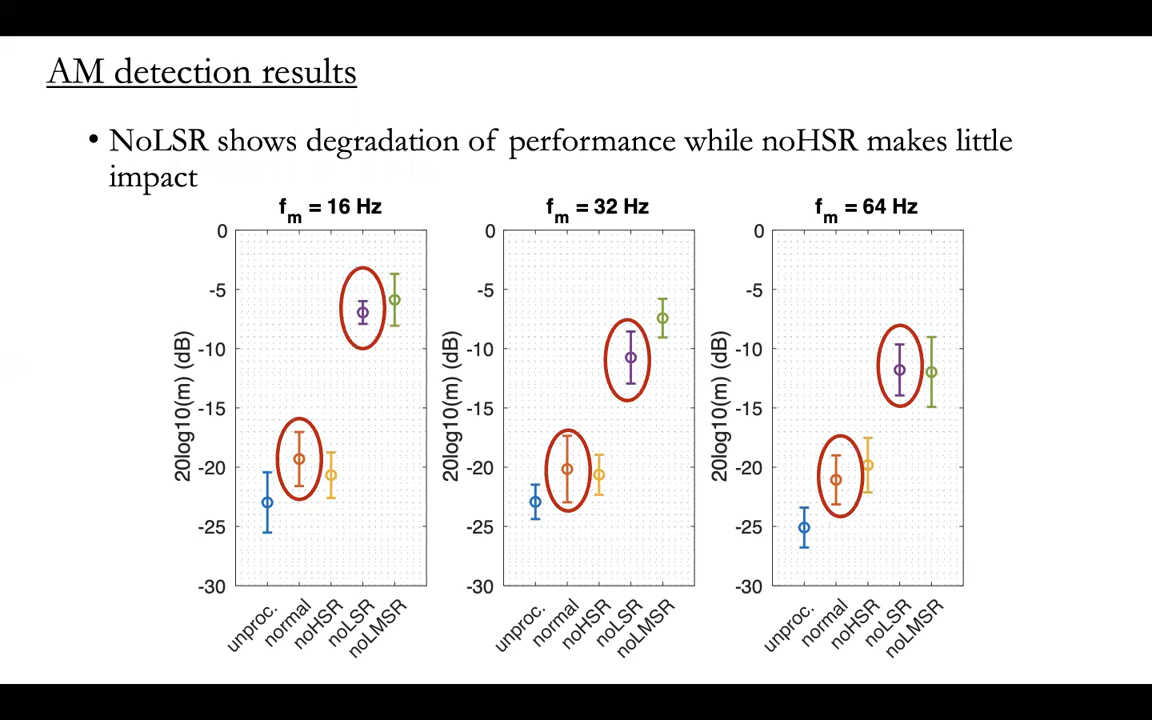 AM detection results
• NoLSR shows degradation of performance while noHSR makes little
impact
fm = 16 Hz
0
-5
-10
-15
-20
-25
-30
20log10(m) (dB)
unproc.
normal
noHSR
noLSR
noLMSR
fm = 32 Hz
0
-5
-10
-15
-20
-25
-30
20log10(m) (dB)
unproc.
normal
noHSR
noLSR
noLMSR
fm = 64 Hz
0
-5
-10
-15
-20
-25
-30
20log10(m) (dB)
unproc.
normal
noHSR
noLSR
noLMSR